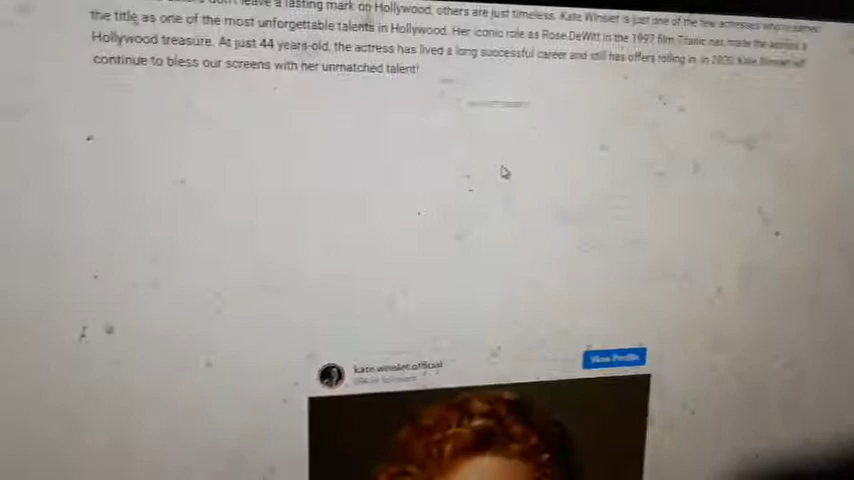 don't leave a lasting mark on Hollywood, others are just timeless. Kate Winslet is just one of the few actresses who's earned
the title as one of the most unforgettable talents in Hollywood. Her iconic role as Rose DeWitt in the 1997 film Titanic has made the actress a
Hollywood treasure. At just 44 years-old, the actress has lived a long successful career and still has offers rolling in. In 2020, Kate Winslet will
continue to bless our screens with her unmatched talent!
kate.winslet.official
View Profile
followers